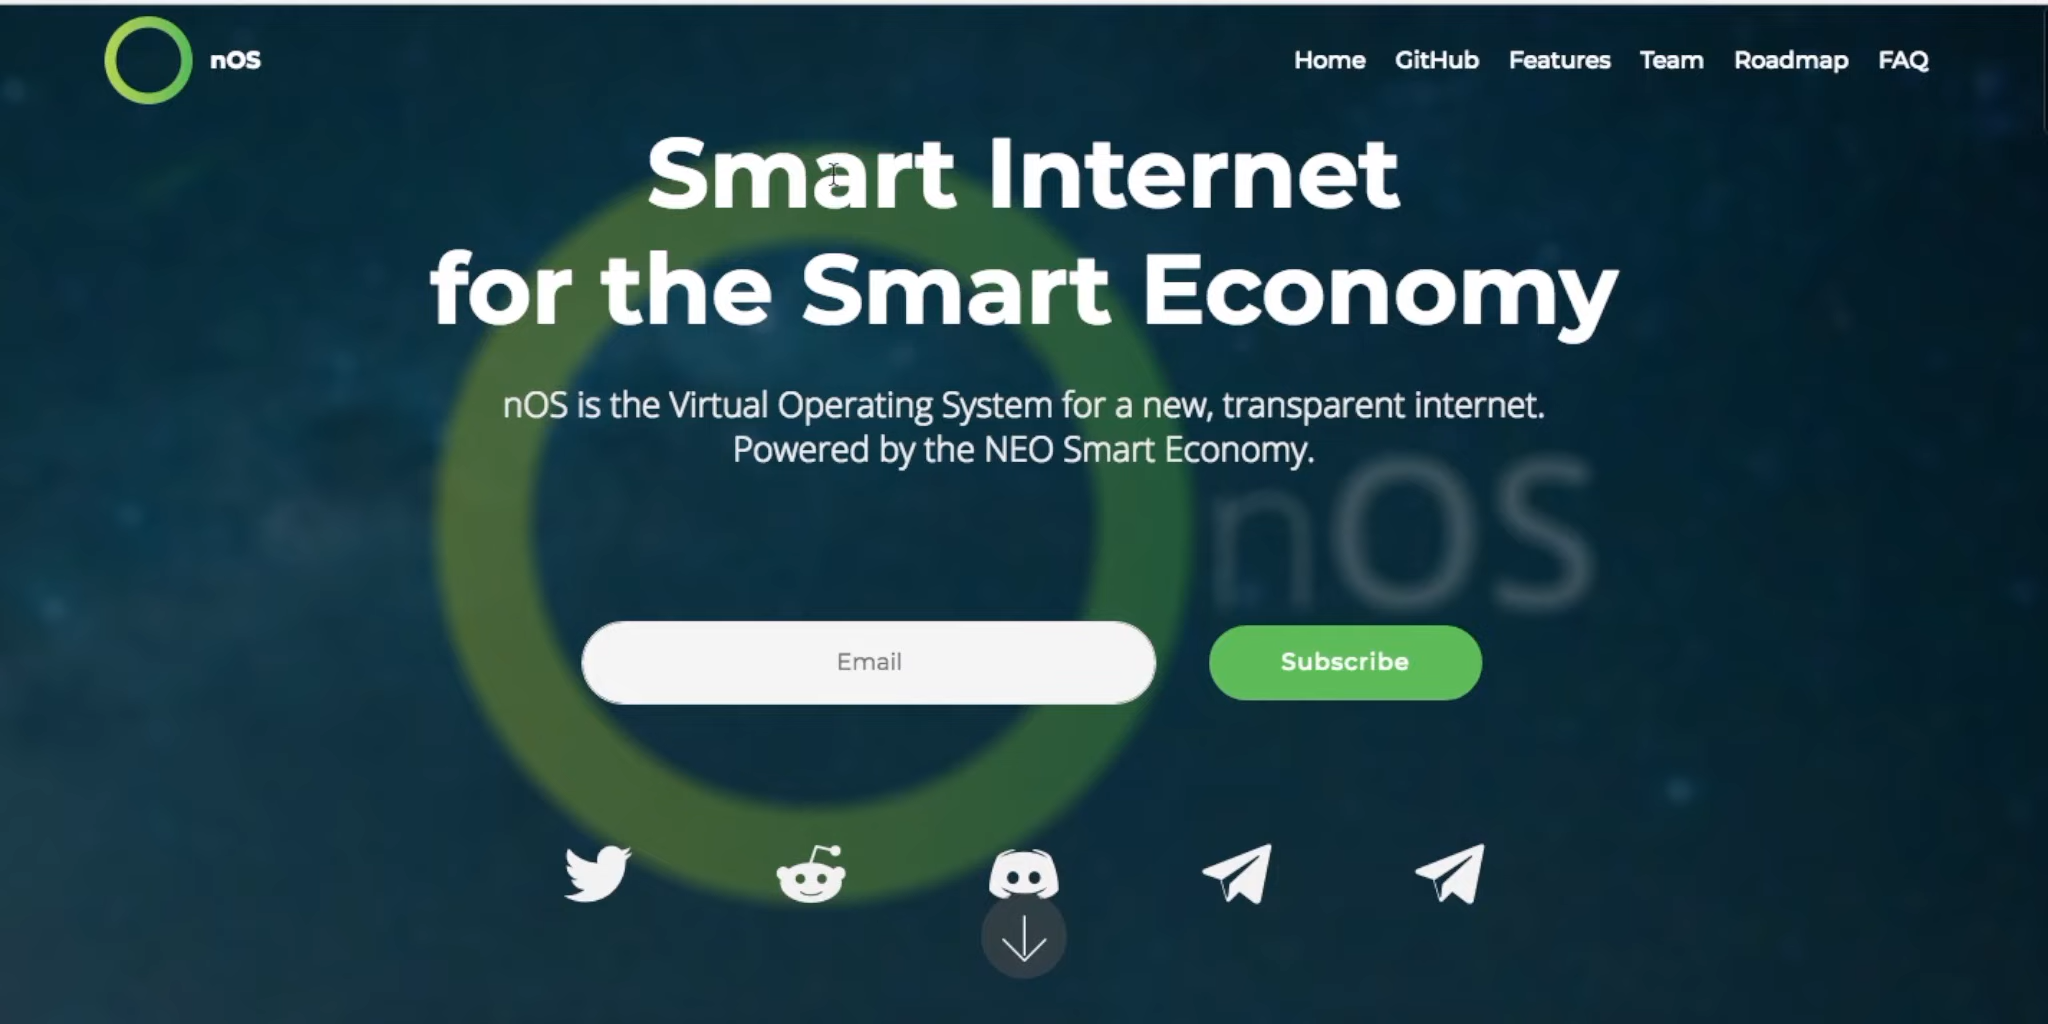 nOS
Home GitHub Features Team Roadmap FAQ
Smart Internet
for the Smart Economy
nOS is the Virtual Operating System for a new, transparent internet.
Powered by the NEO Smart Economy.
nOS
Email
Subscribe